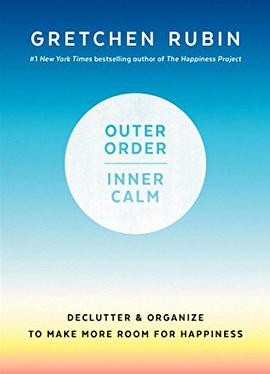 GRETCHEN RUBIN
#1 New York Times bestselling author of The Happiness Project
OUTER
ORDER
INNER
CALM
DECLUTTER & ORGANIZE
TO MAKE MORE ROOM FOR HAPPINESS